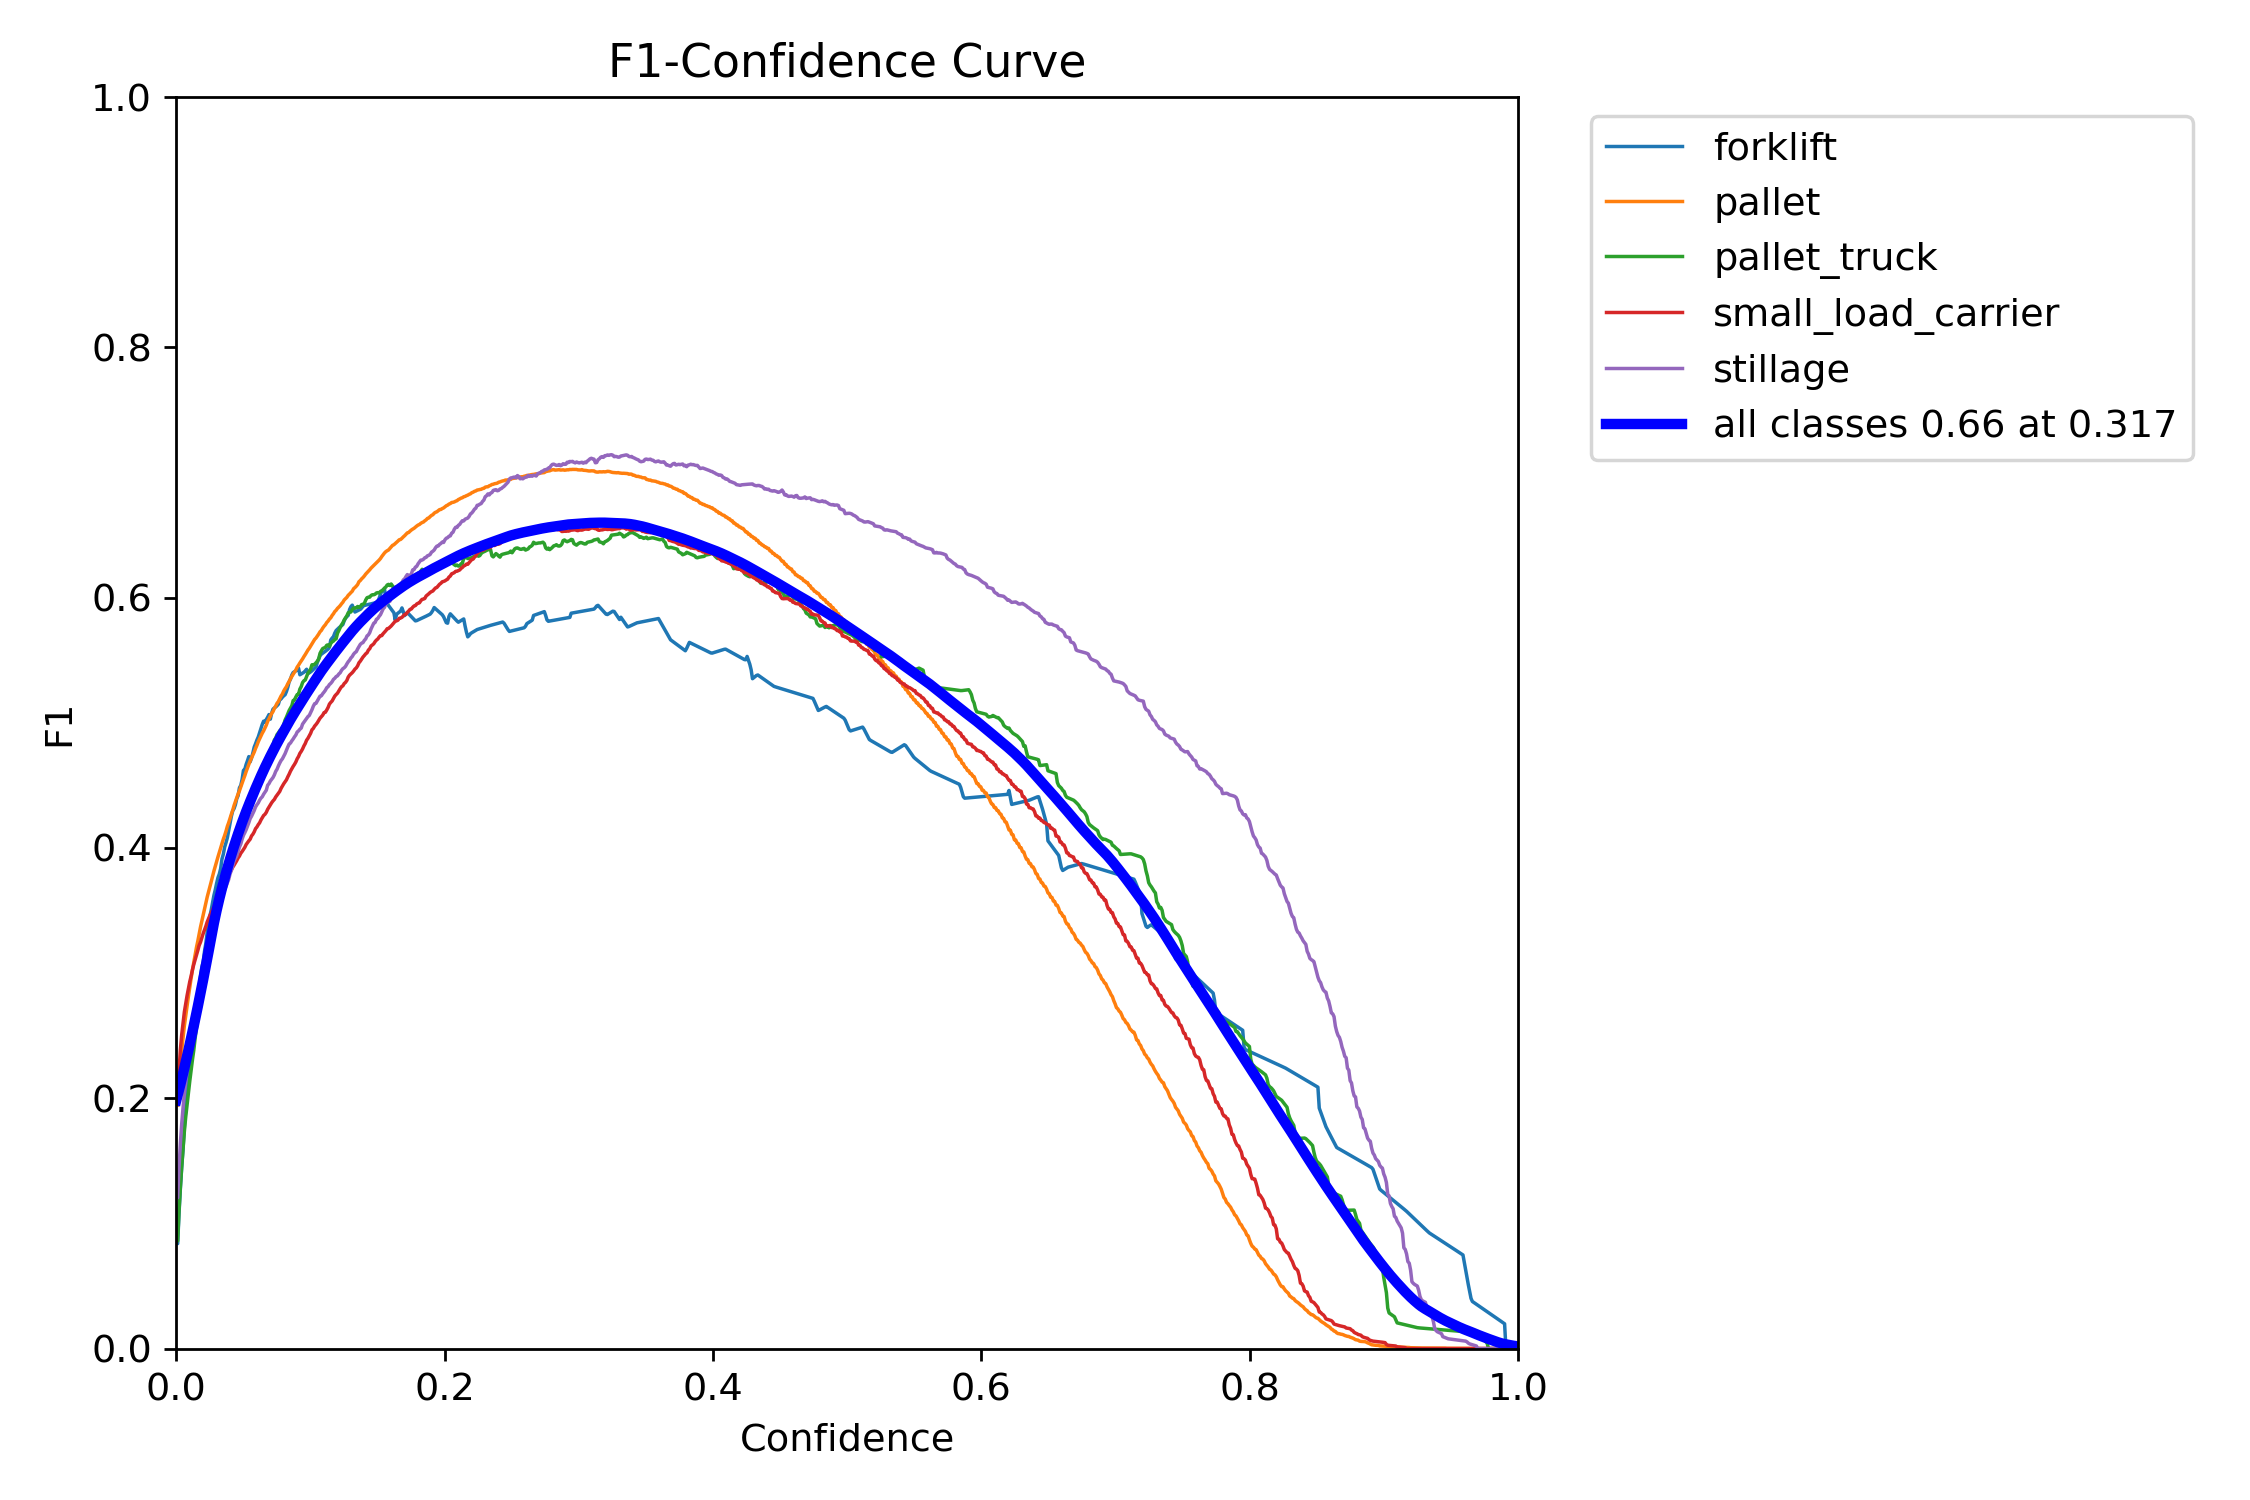 F1-Confidence Curve
1.0
0.8
0.6
0.4
0.2
0.0
F1
0.0 0.2 0.4 0.6 0.8 1.0
Confidence
forklift
pallet
pallet_truck
small_load_carrier
stillage
all classes 0.66 at 0.317